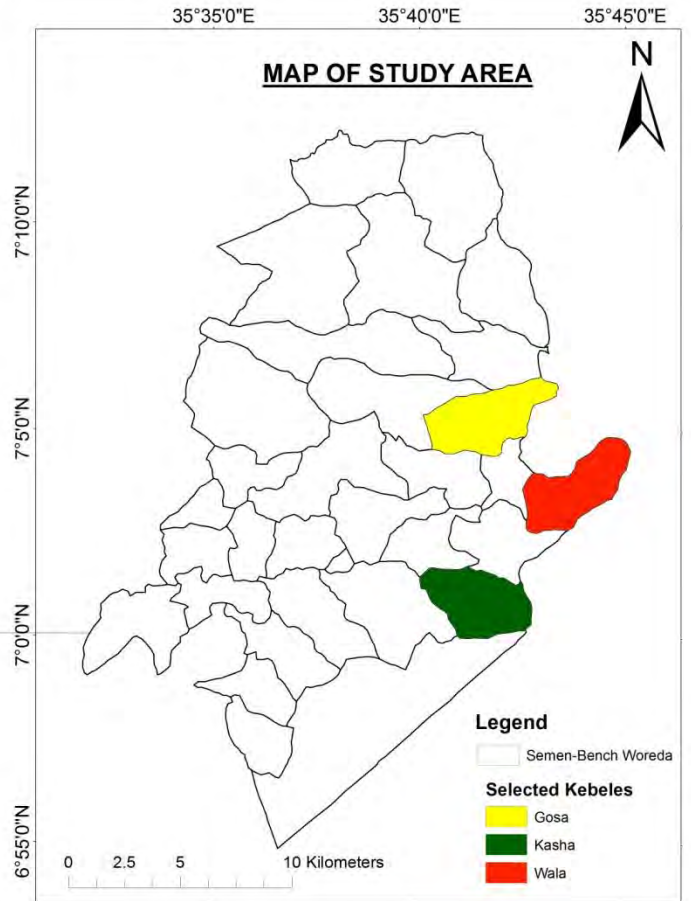 35°35'0"E 35°40'0"E 35°45'0"E
MAP OF STUDY AREA
N
7°10'0"N
7°5'0"N
7°0'0"N
6°55'0"N
Legend
Semen-Bench Woreda
Selected Kebeles
Gosa
Kasha
Wala
0 2.5 5 10 Kilometers